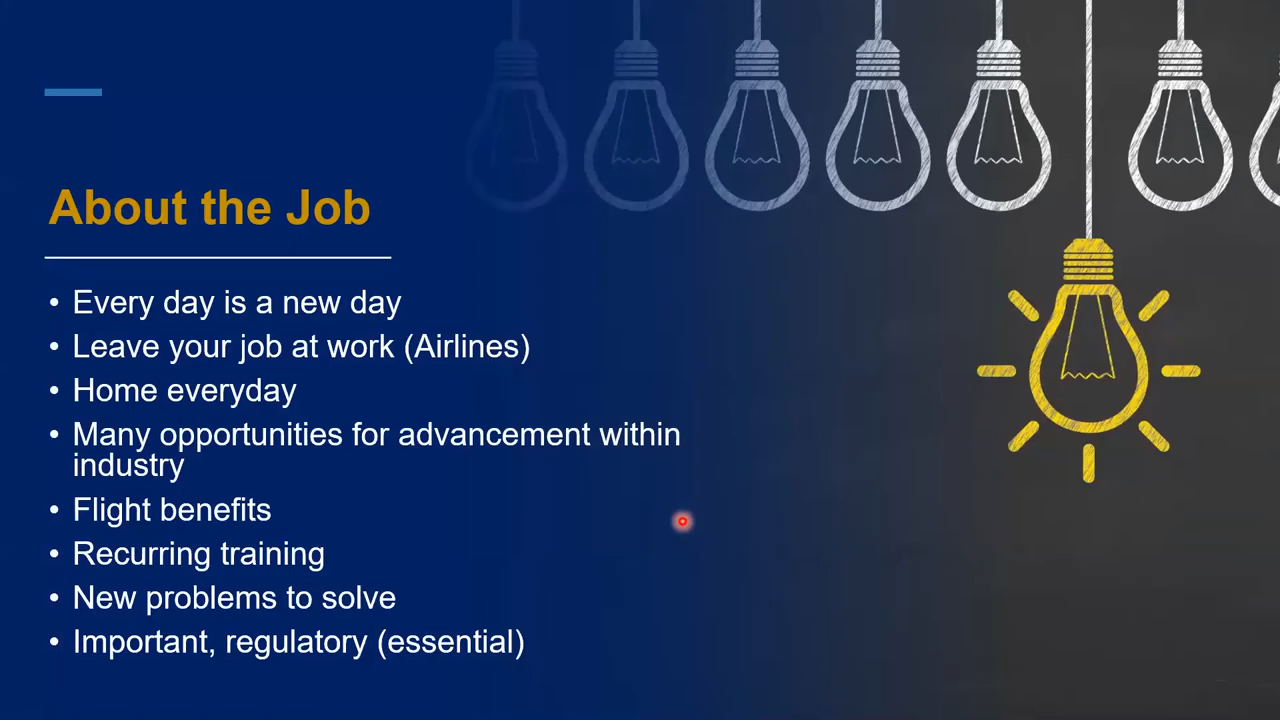 About the Job
• Every day is a new day
• Leave your job at work (Airlines)
• Home everyday
• Many opportunities for advancement within
industry
• Flight benefits
• Recurring training
• New problems to solve
• Important, regulatory (essential)